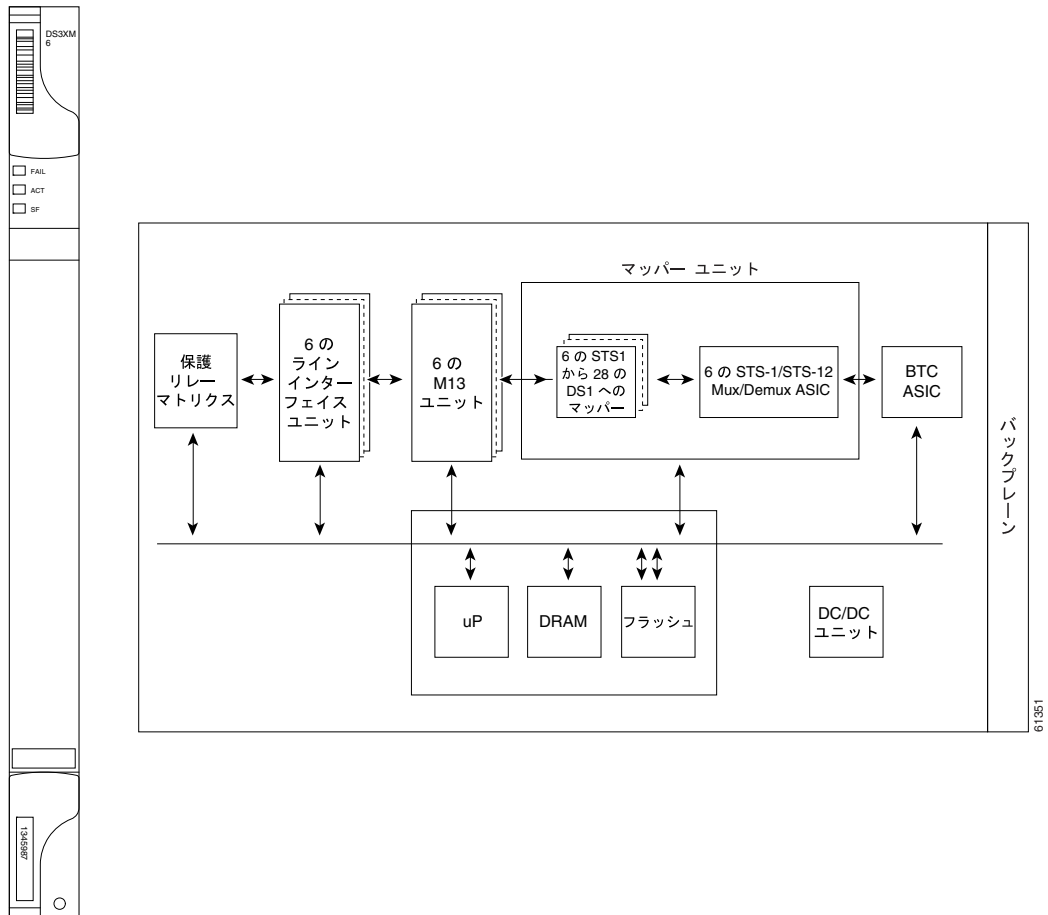 DS3XM
6
FAIL
ACT
SF
マッパー ユニット
保護
リレー
マトリクス
6 の
ライン
インター
フェイス
ユニット
6 の
M13
ユニット
6 の STS1
から 28 の
DS1 への
マッパー
6 の STS-1/STS-12
Mux/Demux ASIC
BTC
ASIC
バックプレーン
uP
DRAM
フラッシュ
DC/DC
ユニット
61351
1345987